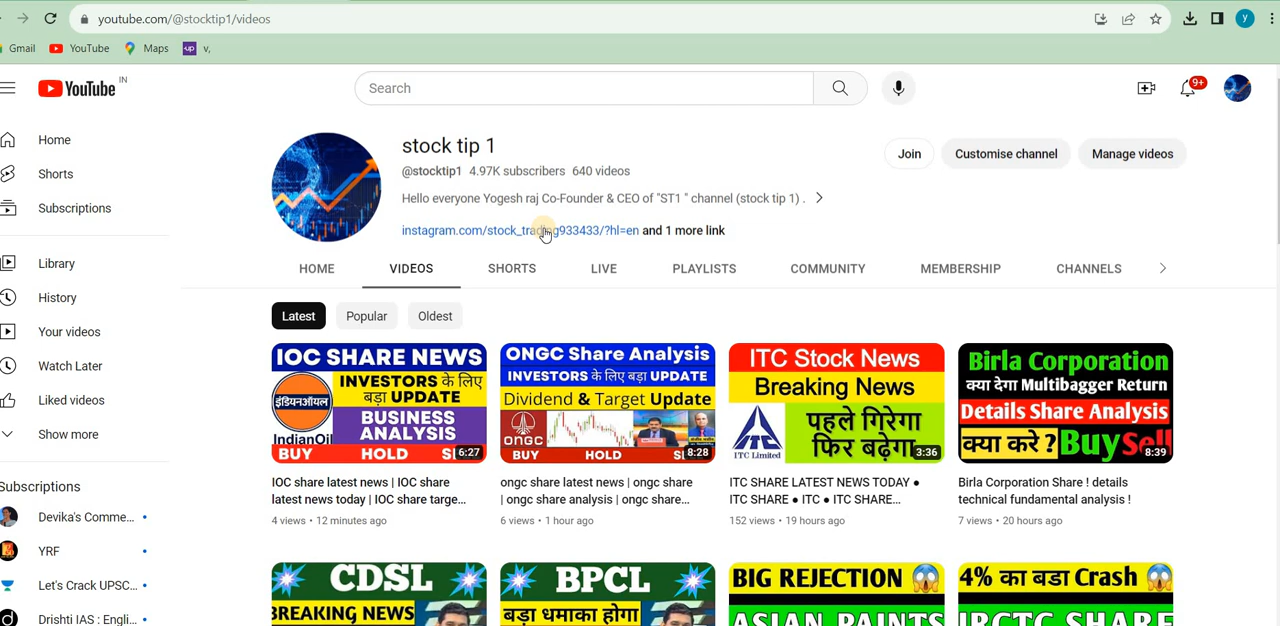 youtube.com/@stocktip1/videos
y
Gmail
YouTube
Maps
up
v,
YouTube IN
Search
9+
Home
Shorts
Subscriptions
Library
History
Your videos
Watch Later
Liked videos
Show more
Subscriptions
Devika's Comme...
YRF
Let's Crack UPSC...
Drishti IAS : Engli...
stock tip 1
@stocktip1 4.97K subscribers 640 videos
Hello everyone Yogesh raj Co-Founder & CEO of "ST1 " channel (stock tip 1) .
instagram.com/stock_trading933433/?hl=en and 1 more link
Join
Customise channel
Manage videos
HOME
VIDEOS
SHORTS
LIVE
PLAYLISTS
COMMUNITY
MEMBERSHIP
CHANNELS
Latest
Popular
Oldest
IOC SHARE NEWS
INVESTORS के लिए
बड़ा UPDATE
इंडियनऑयल
BUSINESS
ANALYSIS
IndianOil
BUY HOLD
6:27
IOC share latest news | IOC share
latest news today | IOC share targe...
4 views • 12 minutes ago
ONGC Share Analysis
INVESTORS के लिए बड़ा UPDATE
Dividend & Target Update
ONGC
BUY HOLD
8:28
ongc share latest news | ongc share
| ongc share analysis | ongc share...
6 views • 1 hour ago
ITC Stock News
Breaking News
पहले गिरेगा
फिर बढ़ेगा
ITC Limited
3:36
ITC SHARE LATEST NEWS TODAY ●
ITC SHARE ● ITC ● ITC SHARE...
152 views • 19 hours ago
Birla Corporation
क्या देगा Multibagger Return
Details Share Analysis
क्या करे ? Buy Sell
8:39
Birla Corporation Share ! details
technical fundamental analysis !
7 views • 20 hours ago
CDSL
BREAKING NEWS
BPCL
बड़ा धमाका होगा
BIG REJECTION
ASIAN PAINTS
4% का बडा Crash
IRCTC SHARE